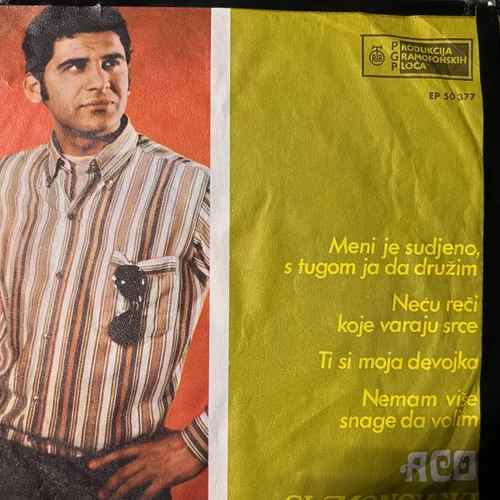 PRODUKCIJA
GRAMOFONSKIH
PLOČA
EP 50 377
Meni je sudjeno,
s tugom ja da družim
Neću reči
koje varaju srce
Ti si moja devojka
Nemam više
snage da volim
ACO